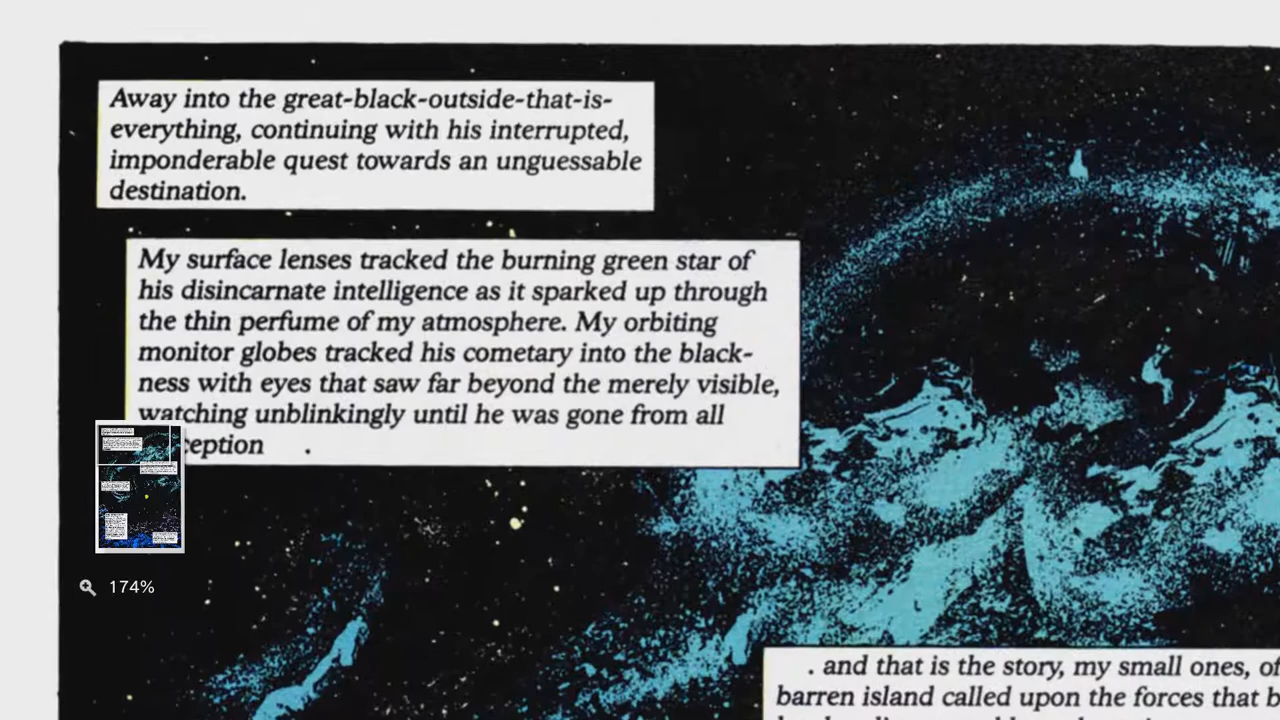 Away into the great-black-outside-that-is-
everything, continuing with his interrupted,
imponderable quest towards an unguessable
destination.
My surface lenses tracked the burning green star of
his disincarnate intelligence as it sparked up through
the thin perfume of my atmosphere. My orbiting
monitor globes tracked his cometary into the black-
ness with eyes that saw far beyond the merely visible,
watching unblinkingly until he was gone from all
ception .
174%
. and that is the story, my small ones, of
barren island called upon the forces that b